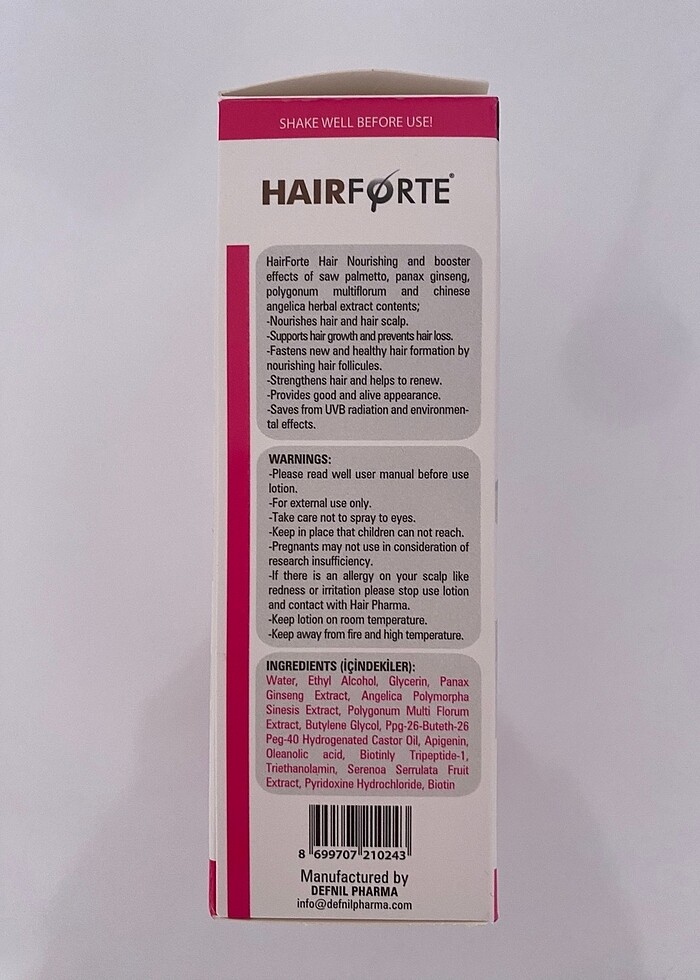 SHAKE WELL BEFORE USE!
HAIRFORTE®
HairForte Hair Nourishing and booster
effects of saw palmetto, panax ginseng,
polygonum multiflorum and chinese
angelica herbal extract contents;
-Nourishes hair and hair scalp.
-Supports hair growth and prevents hair loss.
-Fastens new and healthy hair formation by
nourishing hair follicules.
-Strengthens hair and helps to renew.
-Provides good and alive appearance.
-Saves from UVB radiation and environmen-
tal effects.
WARNINGS:
-Please read well user manual before use
lotion.
-For external use only.
-Take care not to spray to eyes.
-Keep in place that children can not reach.
-Pregnants may not use in consideration of
research insufficiency.
-If there is an allergy on your scalp like
redness or irritation please stop use lotion
and contact with Hair Pharma.
-Keep lotion on room temperature.
-Keep away from fire and high temperature.
INGREDIENTS (İÇİNDEKİLER):
Water, Ethyl Alcohol, Glycerin, Panax
Ginseng Extract, Angelica Polymorpha
Sinesis Extract, Polygonum Multi Florum
Extract, Butylene Glycol, Ppg-26-Buteth-26
Peg-40 Hydrogenated Castor Oil, Apigenin,
Oleanolic acid, Biotinly Tripeptide-1,
Triethanolamin, Serenoa Serrulata Fruit
Extract, Pyridoxine Hydrochloride, Biotin
8 699707 210243
Manufactured by
DEFNIL PHARMA
info@defnilpharma.com